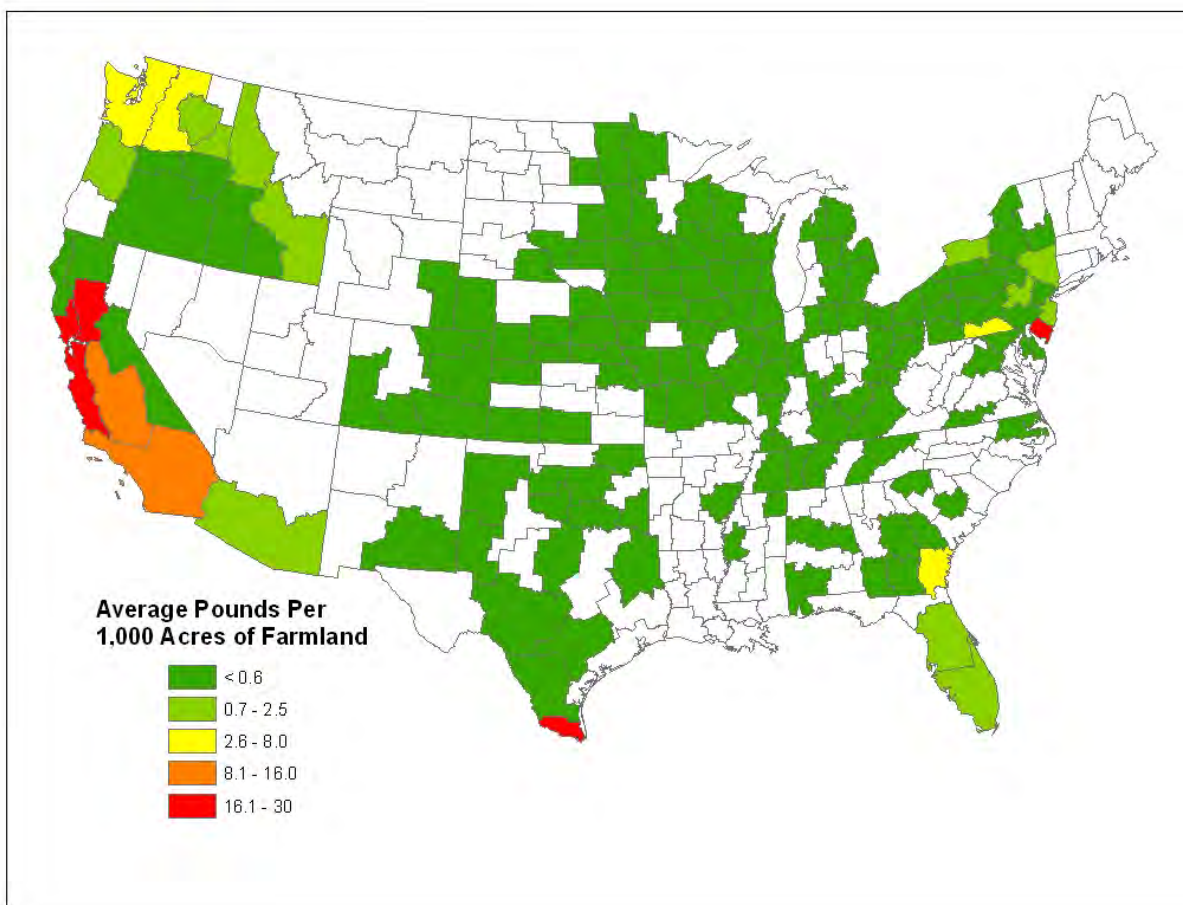 Average Pounds Per
1,000 Acres of Farmland
< 0.6
0.7 - 2.5
2.6 - 8.0
8.1 - 16.0
16.1 - 30